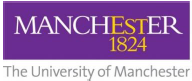 MANCHESTER
1824
The University of Manchester